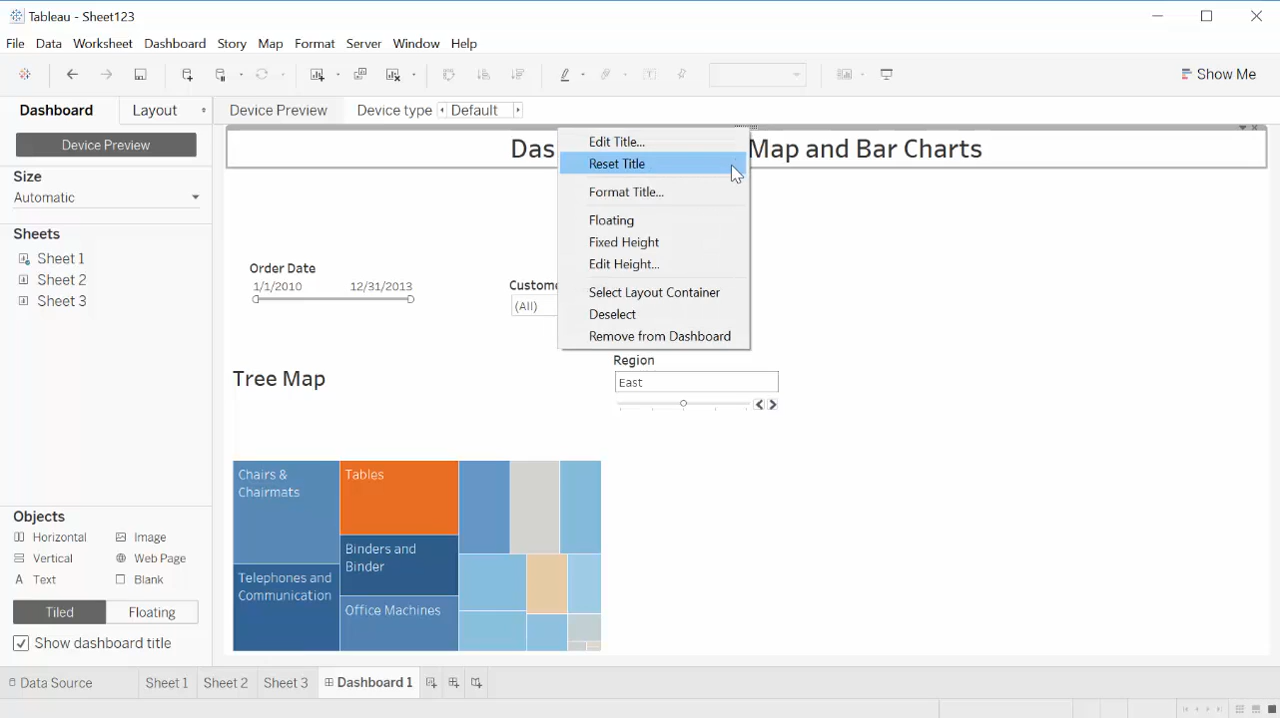 Tableau - Sheet123
File Data Worksheet Dashboard Story Map Format Server Window Help
Show Me
Dashboard Layout Device Preview Device type Default
Device Preview
Size
Automatic
Sheets
Sheet 1
Sheet 2
Sheet 3
Objects
Horizontal Image
Vertical Web Page
A Text Blank
Tiled Floating
Show dashboard title
Das Map and Bar Charts
Edit Title...
Reset Title
Format Title...
Floating
Fixed Height
Edit Height...
Select Layout Container
Deselect
Remove from Dashboard
Order Date
1/1/2010 12/31/2013
Custome
(All)
Region
East
Tree Map
Chairs &
Chairmats
Tables
Binders and
Binder
Telephones and
Communication
Office Machines
Data Source Sheet 1 Sheet 2 Sheet 3 Dashboard 1